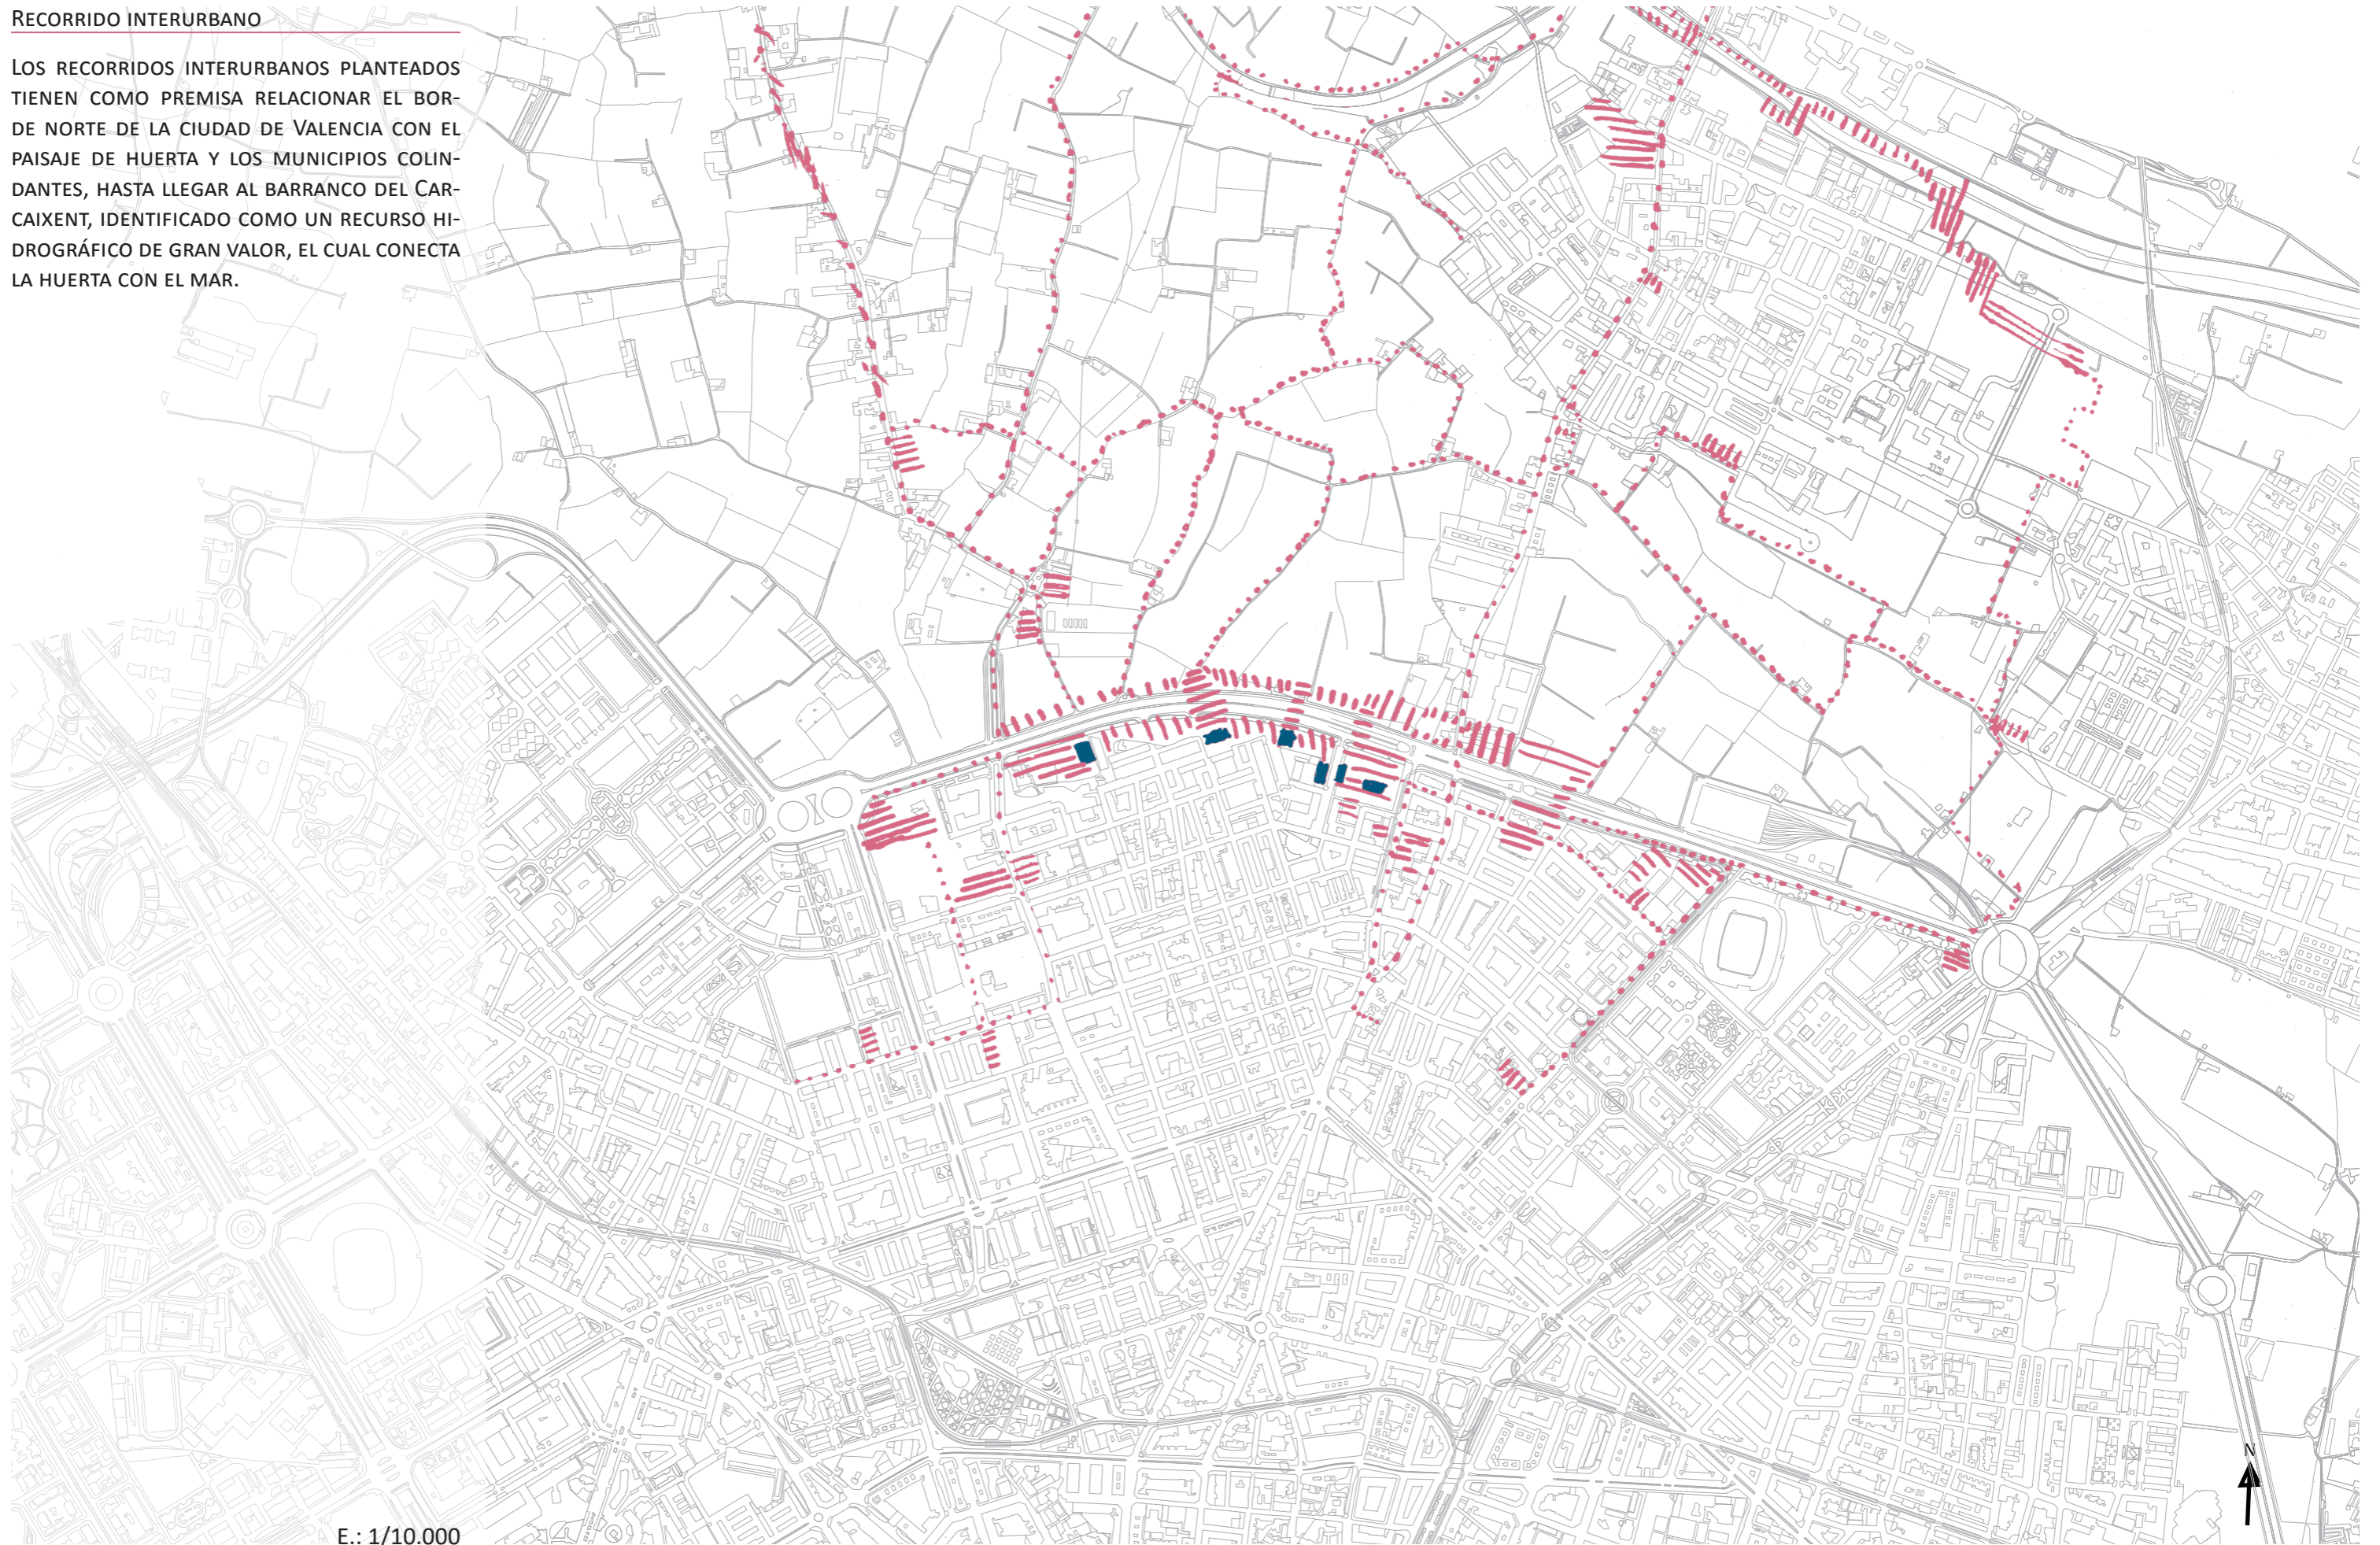 Recorrido interurbano
Los recorridos interurbanos planteados
tienen como premisa relacionar el bor-
de norte de la ciudad de Valencia con el
paisaje de huerta y los municipios colin-
dantes, hasta llegar al barranco del Car-
caixent, identificado como un recurso hi-
drográfico de gran valor, el cual conecta
la huerta con el mar.
N
E.: 1/10.000